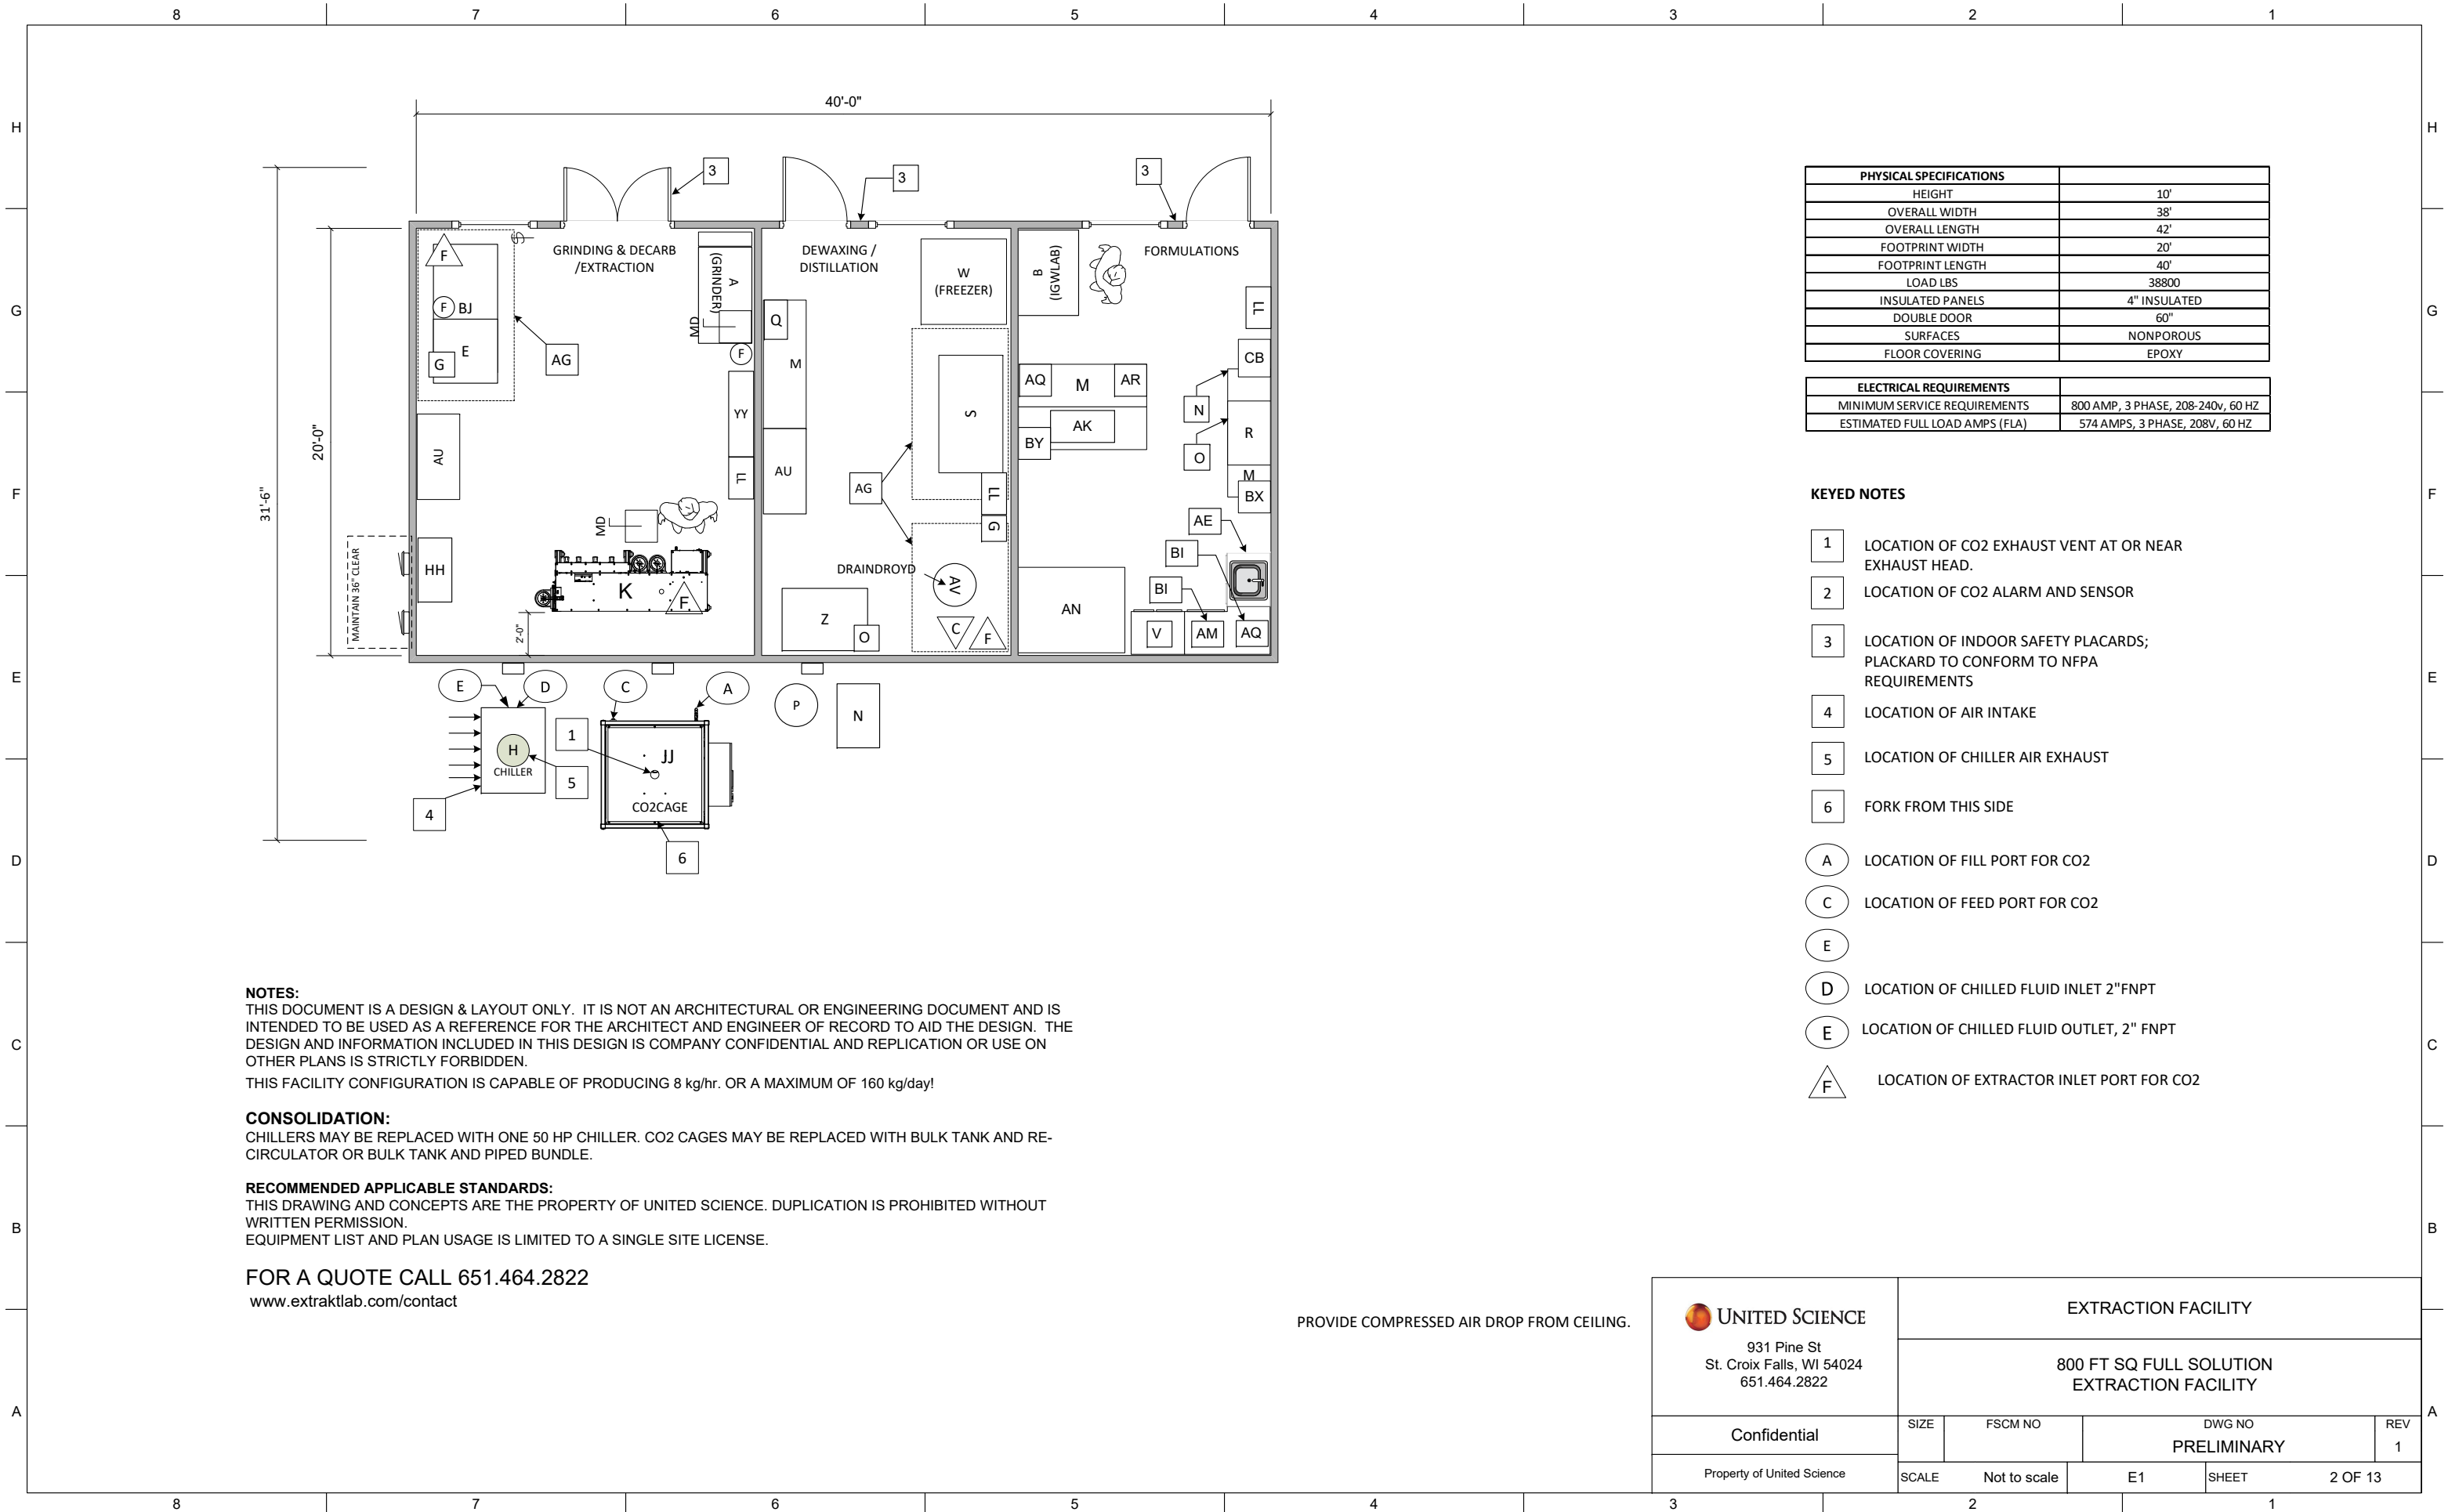 8 7 6 5 4 3 2 1
H
G
F
E
D
C
B
A
H
G
F
E
D
C
B
A
40'-0"
31'-6"
20'-0"
2'-0"
MAINTAIN 36" CLEAR
3
3
3
GRINDING & DECARB
/EXTRACTION
DEWAXING /
DISTILLATION
FORMULATIONS
F
F
BJ
E
G
AG
A
(GRINDER)
MD
F
YY
LL
AU
HH
MD
K
F
Q
M
AU
W
(FREEZER)
S
AG
LL
G
DRAINDROYD
AV
Z
O
C
F
B
(IGWLAB)
LL
CB
AQ
M
AR
N
AK
BY
O
R
M
BX
AE
BI
BI
AN
V
AM
AQ
E
D
C
A
P
N
H
CHILLER
1
5
4
JJ
CO2CAGE
6
PHYSICAL SPECIFICATIONS
HEIGHT 10'
OVERALL WIDTH 38'
OVERALL LENGTH 42'
FOOTPRINT WIDTH 20'
FOOTPRINT LENGTH 40'
LOAD LBS 38800
INSULATED PANELS 4" INSULATED
DOUBLE DOOR 60"
SURFACES NONPOROUS
FLOOR COVERING EPOXY
ELECTRICAL REQUIREMENTS
MINIMUM SERVICE REQUIREMENTS 800 AMP, 3 PHASE, 208-240v, 60 HZ
ESTIMATED FULL LOAD AMPS (FLA) 574 AMPS, 3 PHASE, 208V, 60 HZ
KEYED NOTES
1 LOCATION OF CO2 EXHAUST VENT AT OR NEAR
EXHAUST HEAD.
2 LOCATION OF CO2 ALARM AND SENSOR
3 LOCATION OF INDOOR SAFETY PLACARDS;
PLACKARD TO CONFORM TO NFPA
REQUIREMENTS
4 LOCATION OF AIR INTAKE
5 LOCATION OF CHILLER AIR EXHAUST
6 FORK FROM THIS SIDE
A LOCATION OF FILL PORT FOR CO2
C LOCATION OF FEED PORT FOR CO2
E
D LOCATION OF CHILLED FLUID INLET 2"FNPT
E LOCATION OF CHILLED FLUID OUTLET, 2" FNPT
F LOCATION OF EXTRACTOR INLET PORT FOR CO2
NOTES:
THIS DOCUMENT IS A DESIGN & LAYOUT ONLY. IT IS NOT AN ARCHITECTURAL OR ENGINEERING DOCUMENT AND IS
INTENDED TO BE USED AS A REFERENCE FOR THE ARCHITECT AND ENGINEER OF RECORD TO AID THE DESIGN. THE
DESIGN AND INFORMATION INCLUDED IN THIS DESIGN IS COMPANY CONFIDENTIAL AND REPLICATION OR USE ON
OTHER PLANS IS STRICTLY FORBIDDEN.
THIS FACILITY CONFIGURATION IS CAPABLE OF PRODUCING 8 kg/hr. OR A MAXIMUM OF 160 kg/day!
CONSOLIDATION:
CHILLERS MAY BE REPLACED WITH ONE 50 HP CHILLER. CO2 CAGES MAY BE REPLACED WITH BULK TANK AND RE-
CIRCULATOR OR BULK TANK AND PIPED BUNDLE.
RECOMMENDED APPLICABLE STANDARDS:
THIS DRAWING AND CONCEPTS ARE THE PROPERTY OF UNITED SCIENCE. DUPLICATION IS PROHIBITED WITHOUT
WRITTEN PERMISSION.
EQUIPMENT LIST AND PLAN USAGE IS LIMITED TO A SINGLE SITE LICENSE.
FOR A QUOTE CALL 651.464.2822
www.extraktlab.com/contact
PROVIDE COMPRESSED AIR DROP FROM CEILING.
UNITED SCIENCE
931 Pine St
St. Croix Falls, WI 54024
651.464.2822
Confidential
Property of United Science
EXTRACTION FACILITY
800 FT SQ FULL SOLUTION
EXTRACTION FACILITY
SIZE FSCM NO DWG NO REV
PRELIMINARY 1
SCALE Not to scale E1 SHEET 2 OF 13
8 7 6 5 4 3 2 1